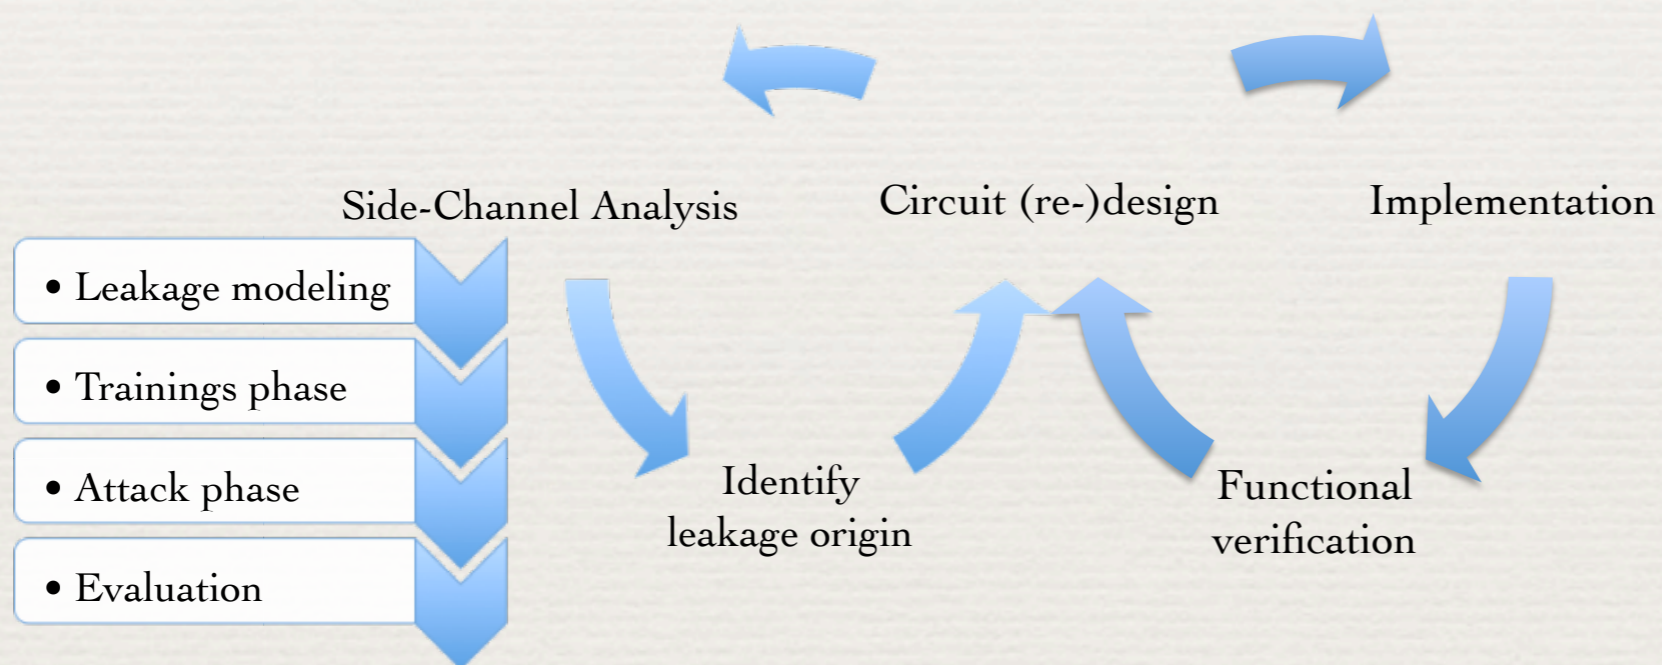 Side-Channel Analysis
Circuit (re-)design
Implementation
• Leakage modeling
• Trainings phase
• Attack phase
• Evaluation
Identify
leakage origin
Functional
verification